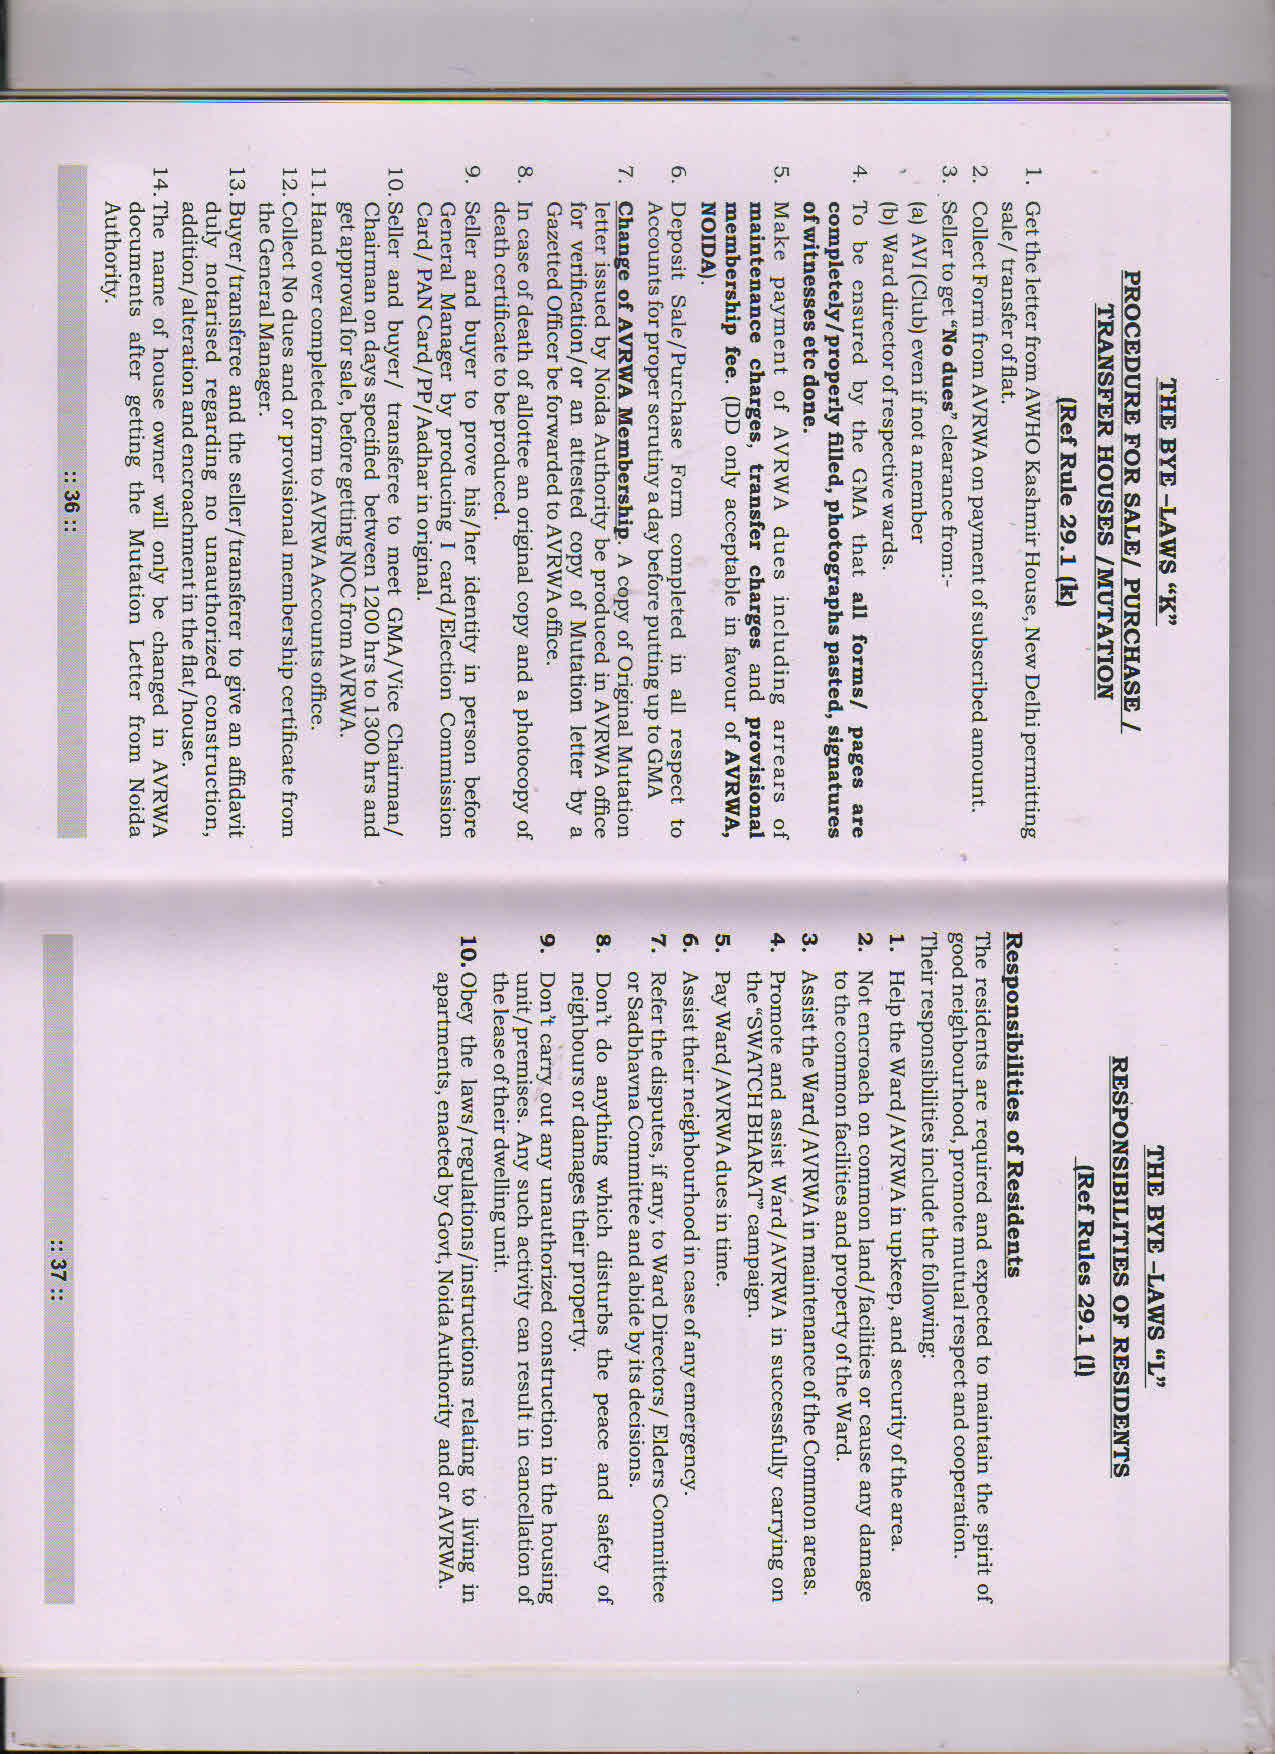 THE BYE –LAWS “K”
PROCEDURE FOR SALE/ PURCHASE /
TRANSFER HOUSES /MUTATION
(Ref Rule 29.1 (k)
1. Get the letter from AWHO Kashmir House, New Delhi permitting
sale/ transfer of flat.
2. Collect Form from AVRWA on payment of subscribed amount.
3. Seller to get “No dues” clearance from:-
(a) AVI (Club) even if not a member
(b) Ward director of respective wards.
4. To be ensured by the GMA that all forms/ pages are
completely/properly filled, photographs pasted, signatures
of witnesses etc done.
5. Make payment of AVRWA dues including arrears of
maintenance charges, transfer charges and provisional
membership fee. (DD only acceptable in favour of AVRWA,
NOIDA).
6. Deposit Sale/Purchase Form completed in all respect to
Accounts for proper scrutiny a day before putting up to GMA
7. Change of AVRWA Membership. A copy of Original Mutation
letter issued by Noida Authority be produced in AVRWA office
for verification/or an attested copy of Mutation letter by a
Gazetted Officer be forwarded to AVRWA office.
8. In case of death of allottee an original copy and a photocopy of
death certificate to be produced.
9. Seller and buyer to prove his/her identity in person before
General Manager by producing I card/Election Commission
Card/ PAN Card/PP/Aadhar in original.
10. Seller and buyer/ transferee to meet GMA/Vice Chairman/
Chairman on days specified between 1200 hrs to 1300 hrs and
get approval for sale, before getting NOC from AVRWA.
11. Hand over completed form to AVRWA Accounts office.
12. Collect No dues and or provisional membership certificate from
the General Manager.
13. Buyer/transferee and the seller/transferer to give an affidavit
duly notarised regarding no unauthorized construction,
addition/alteration and encroachment in the flat/house.
14. The name of house owner will only be changed in AVRWA
documents after getting the Mutation Letter from Noida
Authority.
:: 36 ::
THE BYE –LAWS “L”
RESPONSIBILITIES OF RESIDENTS
(Ref Rules 29.1 (l)
Responsibilities of Residents
The residents are required and expected to maintain the spirit of
good neighbourhood, promote mutual respect and cooperation.
Their responsibilities include the following:
1. Help the Ward/AVRWA in upkeep, and security of the area.
2. Not encroach on common land/facilities or cause any damage
to the common facilities and property of the Ward.
3. Assist the Ward/AVRWA in maintenance of the Common areas.
4. Promote and assist Ward/AVRWA in successfully carrying on
the “SWATCH BHARAT” campaign.
5. Pay Ward/AVRWA dues in time.
6. Assist their neighbourhood in case of any emergency.
7. Refer the disputes, if any, to Ward Directors/ Elders Committee
or Sadbhavna Committee and abide by its decisions.
8. Don’t do anything which disturbs the peace and safety of
neighbours or damages their property.
9. Don’t carry out any unauthorized construction in the housing
unit/premises. Any such activity can result in cancellation of
the lease of their dwelling unit.
10. Obey the laws/regulations/instructions relating to living in
apartments, enacted by Govt, Noida Authority and or AVRWA.
:: 37 ::